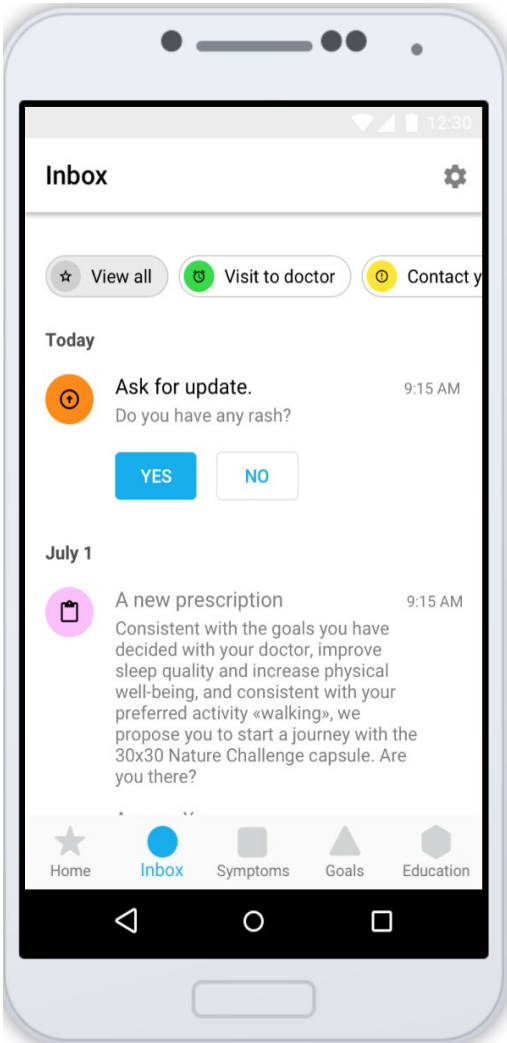 12:30
Inbox
View all
Visit to doctor
Contact y
Today
Ask for update.
9:15 AM
Do you have any rash?
YES
NO
July 1
A new prescription
9:15 AM
Consistent with the goals you have
decided with your doctor, improve
sleep quality and increase physical
well-being, and consistent with your
preferred activity «walking», we
propose you to start a journey with the
30x30 Nature Challenge capsule. Are
you there?
Home
Inbox
Symptoms
Goals
Education